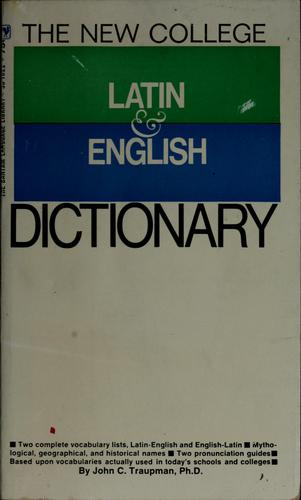 THE NEW COLLEGE
LATIN
&
ENGLISH
DICTIONARY
■ Two complete vocabulary lists, Latin-English and English-Latin ■ Mytho-
logical, geographical, and historical names ■ Two pronunciation guides ■
Based upon vocabularies actually used in today's schools and colleges ■
By John C. Traupman, Ph.D.